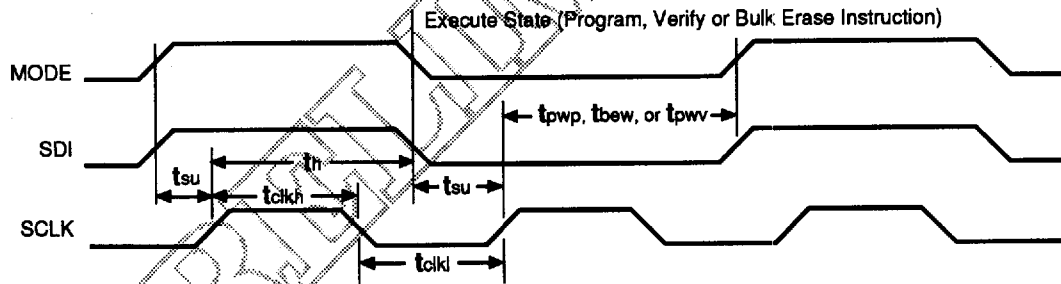 Execute State (Program, Verify or Bulk Erase Instruction)
MODE
tpwp, tbew, or tpwv
SDI
th
tsu
tclkh
tsu
SCLK
tclkl